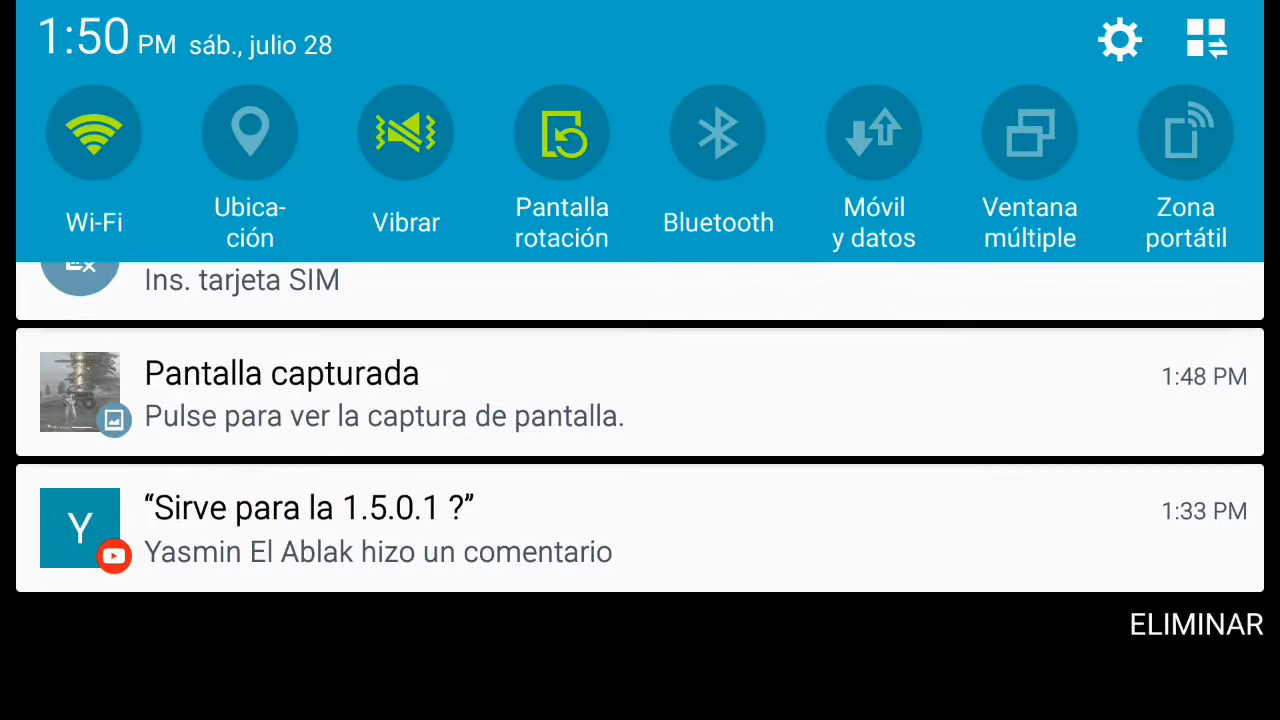 1:50 PM sáb., julio 28
Wi-Fi
Ubica-
ción
Vibrar
Pantalla
rotación
Bluetooth
Móvil
y datos
Ventana
múltiple
Zona
portátil
Ins. tarjeta SIM
Pantalla capturada
1:48 PM
Pulse para ver la captura de pantalla.
Y
“Sirve para la 1.5.0.1 ?”
1:33 PM
Yasmin El Ablak hizo un comentario
ELIMINAR